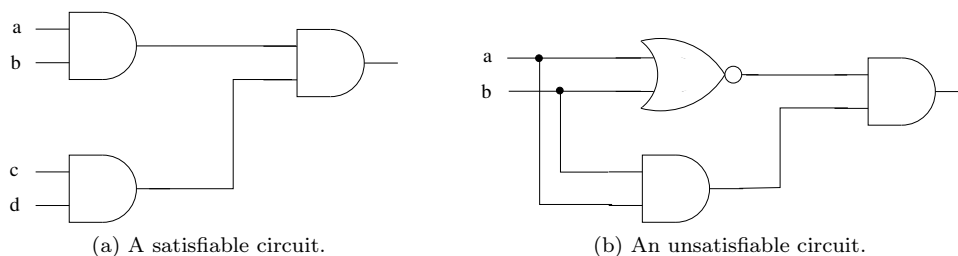 a
b
c
d
(a) A satisfiable circuit.
a
b
(b) An unsatisfiable circuit.